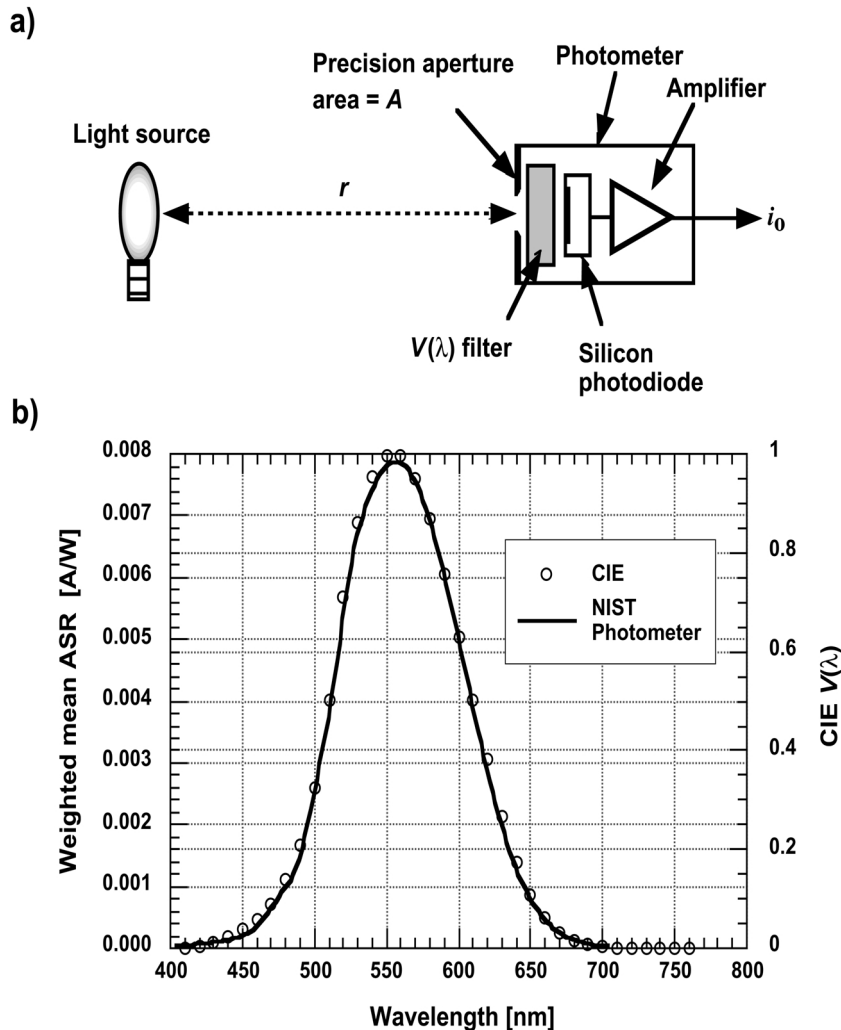 a)
Precision aperture
area = A
Photometer
Amplifier
Light source
r
i0
V(λ) filter
Silicon
photodiode
b)
Weighted mean ASR [A/W]
0.008
0.007
0.006
0.005
0.004
0.003
0.002
0.001
0.000
1
0.8
0.6
0.4
0.2
0
CIE V(λ)
CIE
NIST
Photometer
400 450 500 550 600 650 700 750 800
Wavelength [nm]